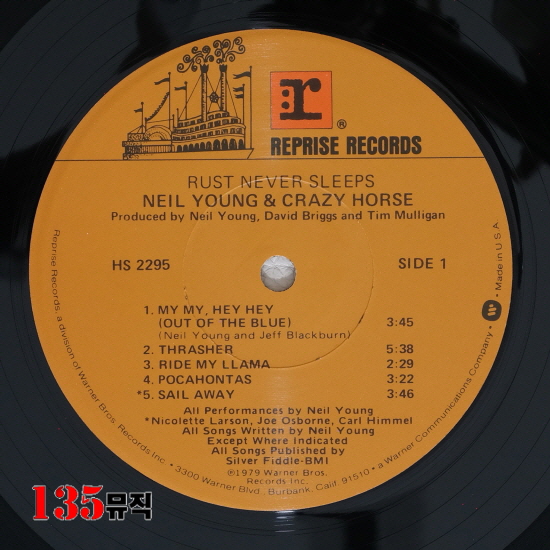 r
®
REPRISE RECORDS
RUST NEVER SLEEPS
NEIL YOUNG & CRAZY HORSE
Produced by Neil Young, David Briggs and Tim Mulligan
HS 2295
SIDE 1
1. MY MY, HEY HEY
(OUT OF THE BLUE) 3:45
(Neil Young and Jeff Blackburn)
2. THRASHER 5:38
3. RIDE MY LLAMA 2:29
4. POCAHONTAS 3:22
*5. SAIL AWAY 3:46
All Performances by Neil Young
*Nicolette Larson, Joe Osborne, Carl Himmel
All Songs Written by Neil Young
Except Where Indicated
All Songs Published by
Silver Fiddle-BMI
℗1979 Warner Bros.
Records Inc.
Reprise Records, a division of Warner Bros. Records Inc. • 3300 Warner Blvd., Burbank, Calif. 91510 • a Warner Communications Company • Made in U.S.A.
135뮤직